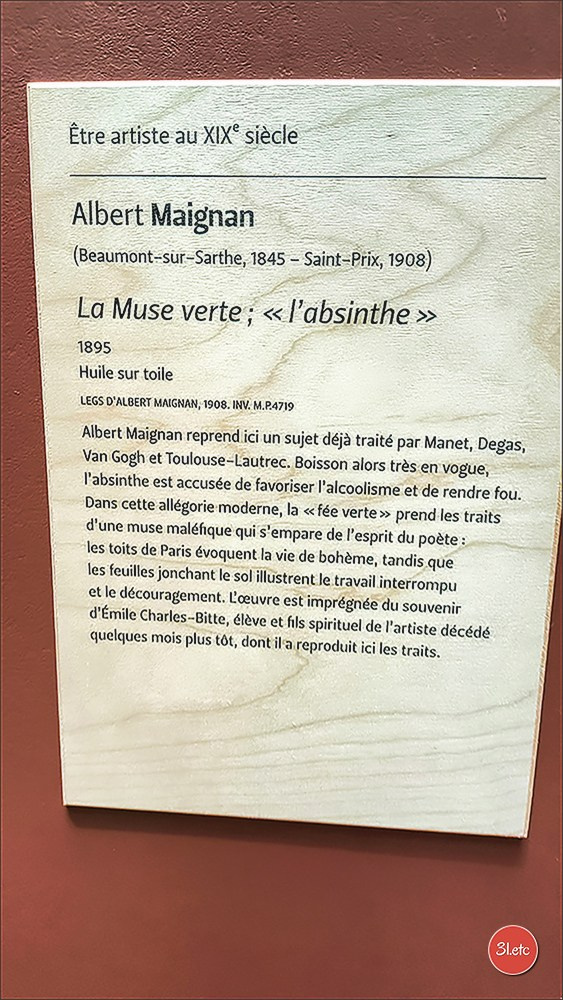 Être artiste au XIXe siècle
Albert Maignan
(Beaumont-sur-Sarthe, 1845 – Saint-Prix, 1908)
La Muse verte ; « l'absinthe »
1895
Huile sur toile
LEGS D'ALBERT MAIGNAN, 1908. INV. M.P.4719
Albert Maignan reprend ici un sujet déjà traité par Manet, Degas,
Van Gogh et Toulouse-Lautrec. Boisson alors très en vogue,
l'absinthe est accusée de favoriser l'alcoolisme et de rendre fou.
Dans cette allégorie moderne, la « fée verte » prend les traits
d'une muse maléfique qui s'empare de l'esprit du poète :
les toits de Paris évoquent la vie de bohème, tandis que
les feuilles jonchant le sol illustrent le travail interrompu
et le découragement. L'œuvre est imprégnée du souvenir
d'Émile Charles-Bitte, élève et fils spirituel de l'artiste décédé
quelques mois plus tôt, dont il a reproduit ici les traits.
3l.etc